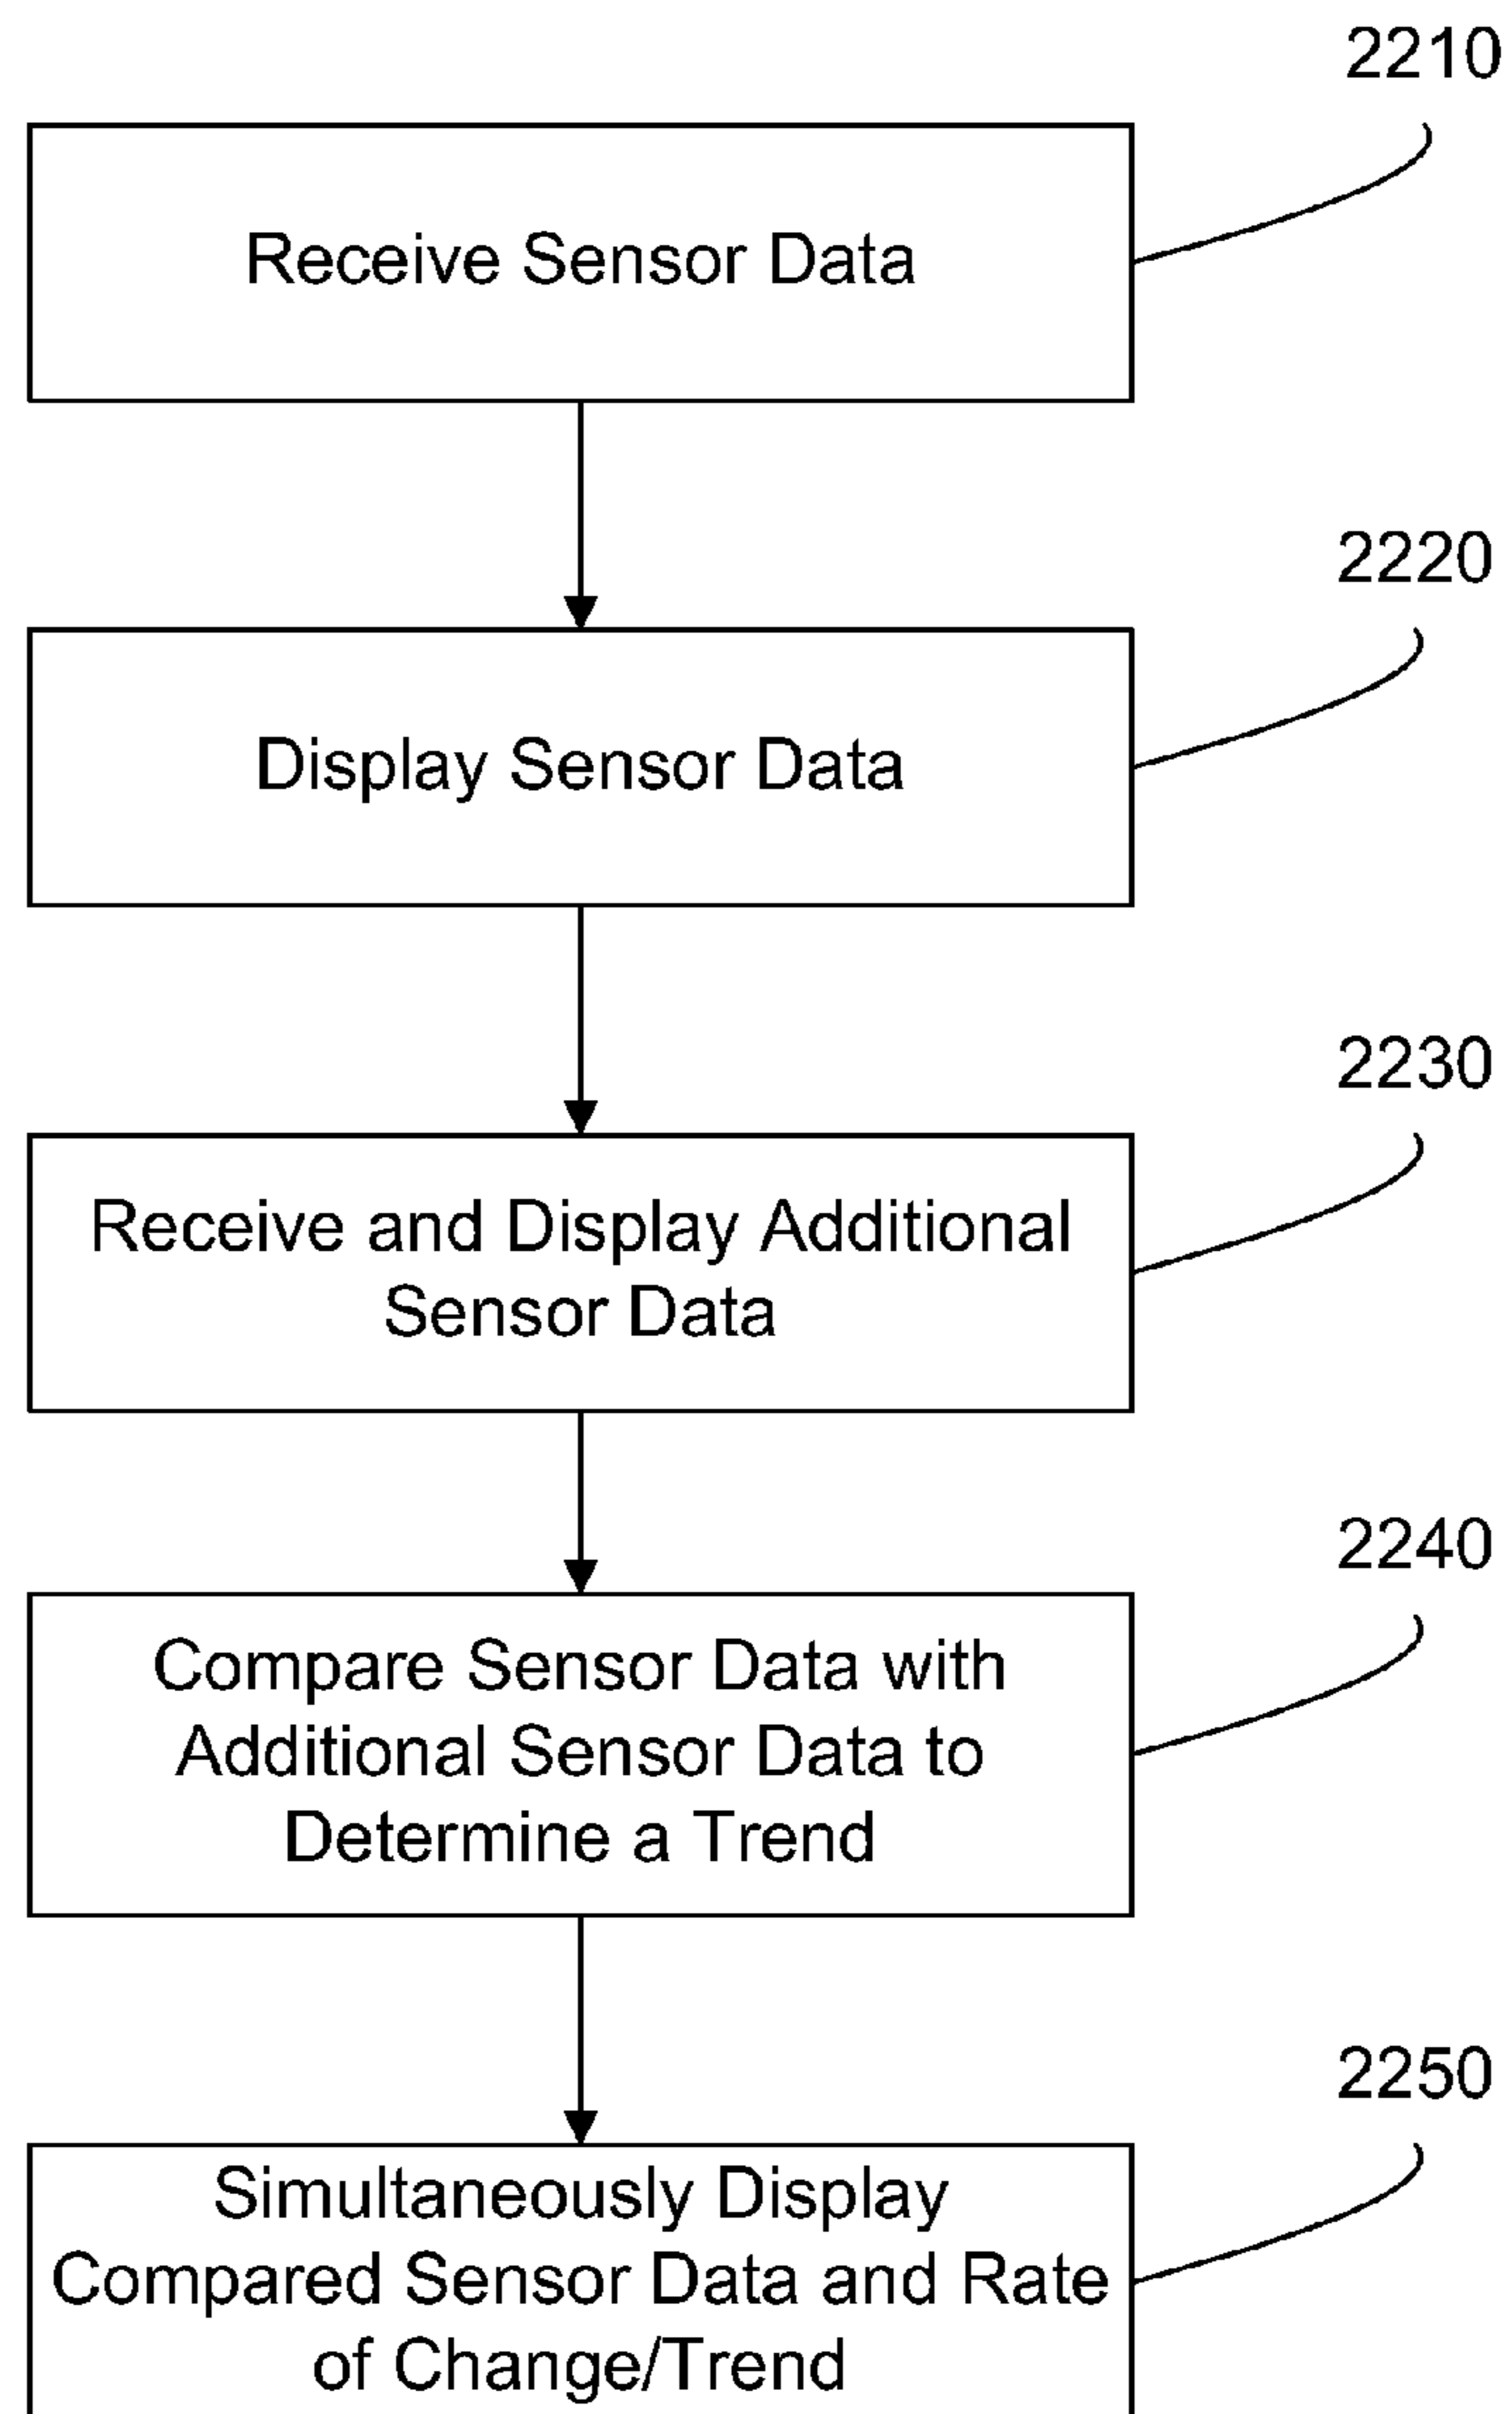 2210
Receive Sensor Data
2220
Display Sensor Data
2230
Receive and Display Additional
Sensor Data
2240
Compare Sensor Data with
Additional Sensor Data to
Determine a Trend
2250
Simultaneously Display
Compared Sensor Data and Rate
of Change/Trend